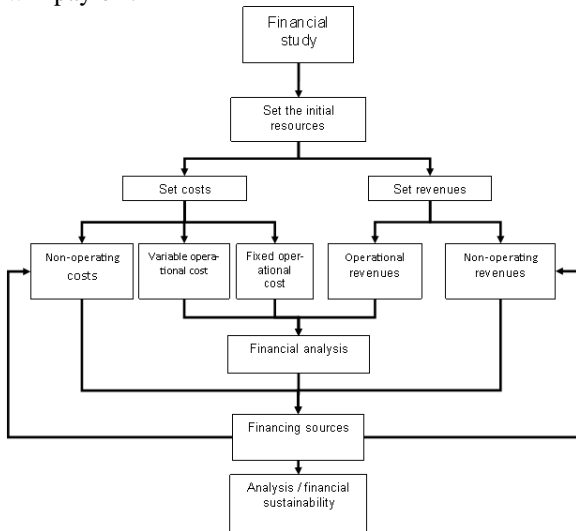 Financial
study
Set the initial
resources
Set costs
Set revenues
Non-operating
costs
Variable opera-
tional cost
Fixed oper-
ational
cost
Operational
revenues
Non-operating
revenues
Financial analysis
Financing sources
Analysis / financial
sustainability